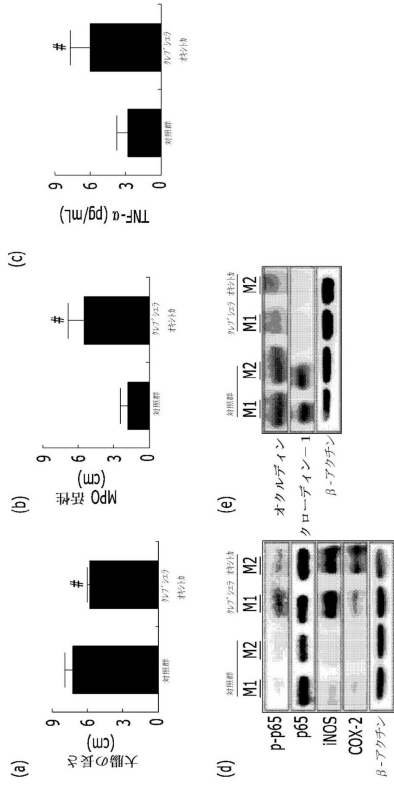 (a)
大腸の長さ
(cm)
9
6
3
0
対照群
#
クレブシェラ
オキシトカ
(b)
MPO 活性
(cm)
9
6
3
0
対照群
#
クレブシェラ
オキシトカ
(c)
TNF-α (pg/mL)
9
6
3
0
対照群
#
クレブシェラ
オキシトカ
(d)
対照群
クレブシェラ オキシトカ
M1 M2 M1 M2
p-p65
p65
iNOS
COX-2
β-アクチン
(e)
対照群
クレブシェラ オキシトカ
M1 M2 M1 M2
オクルディン
クローディン-1
β-アクチン